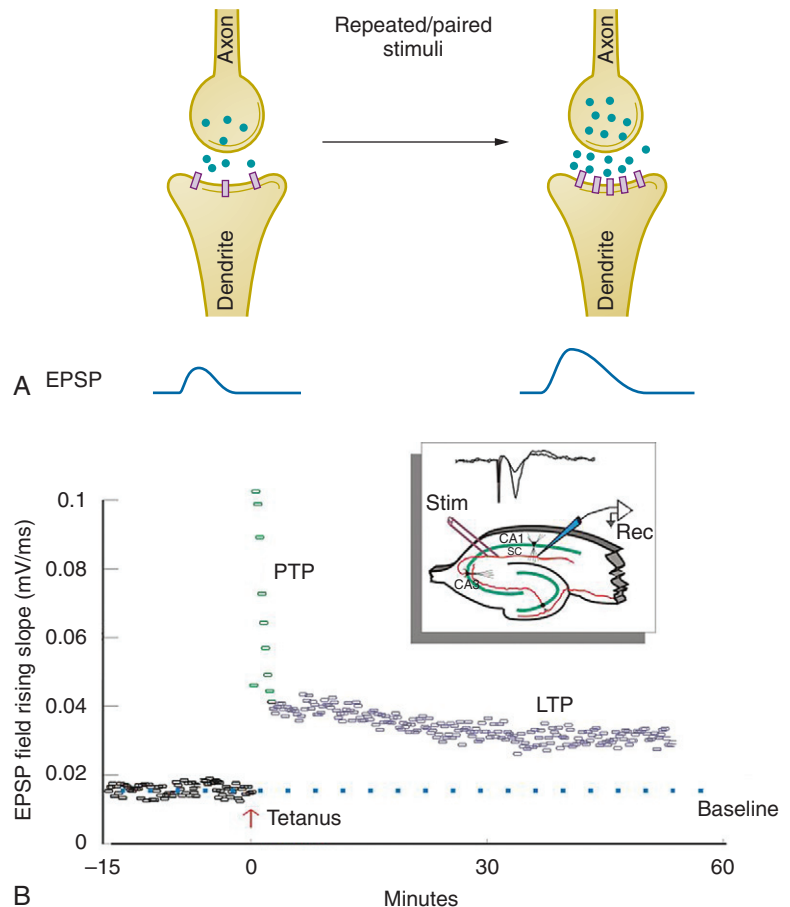 Axon
Repeated/paired
stimuli
Axon
Dendrite
Dendrite
A
EPSP
EPSP field rising slope (mV/ms)
0.1
0.08
0.06
0.04
0.02
0
PTP
Stim
Rec
CA1
SC
CA3
LTP
Tetanus
Baseline
–15
0
30
60
Minutes
B